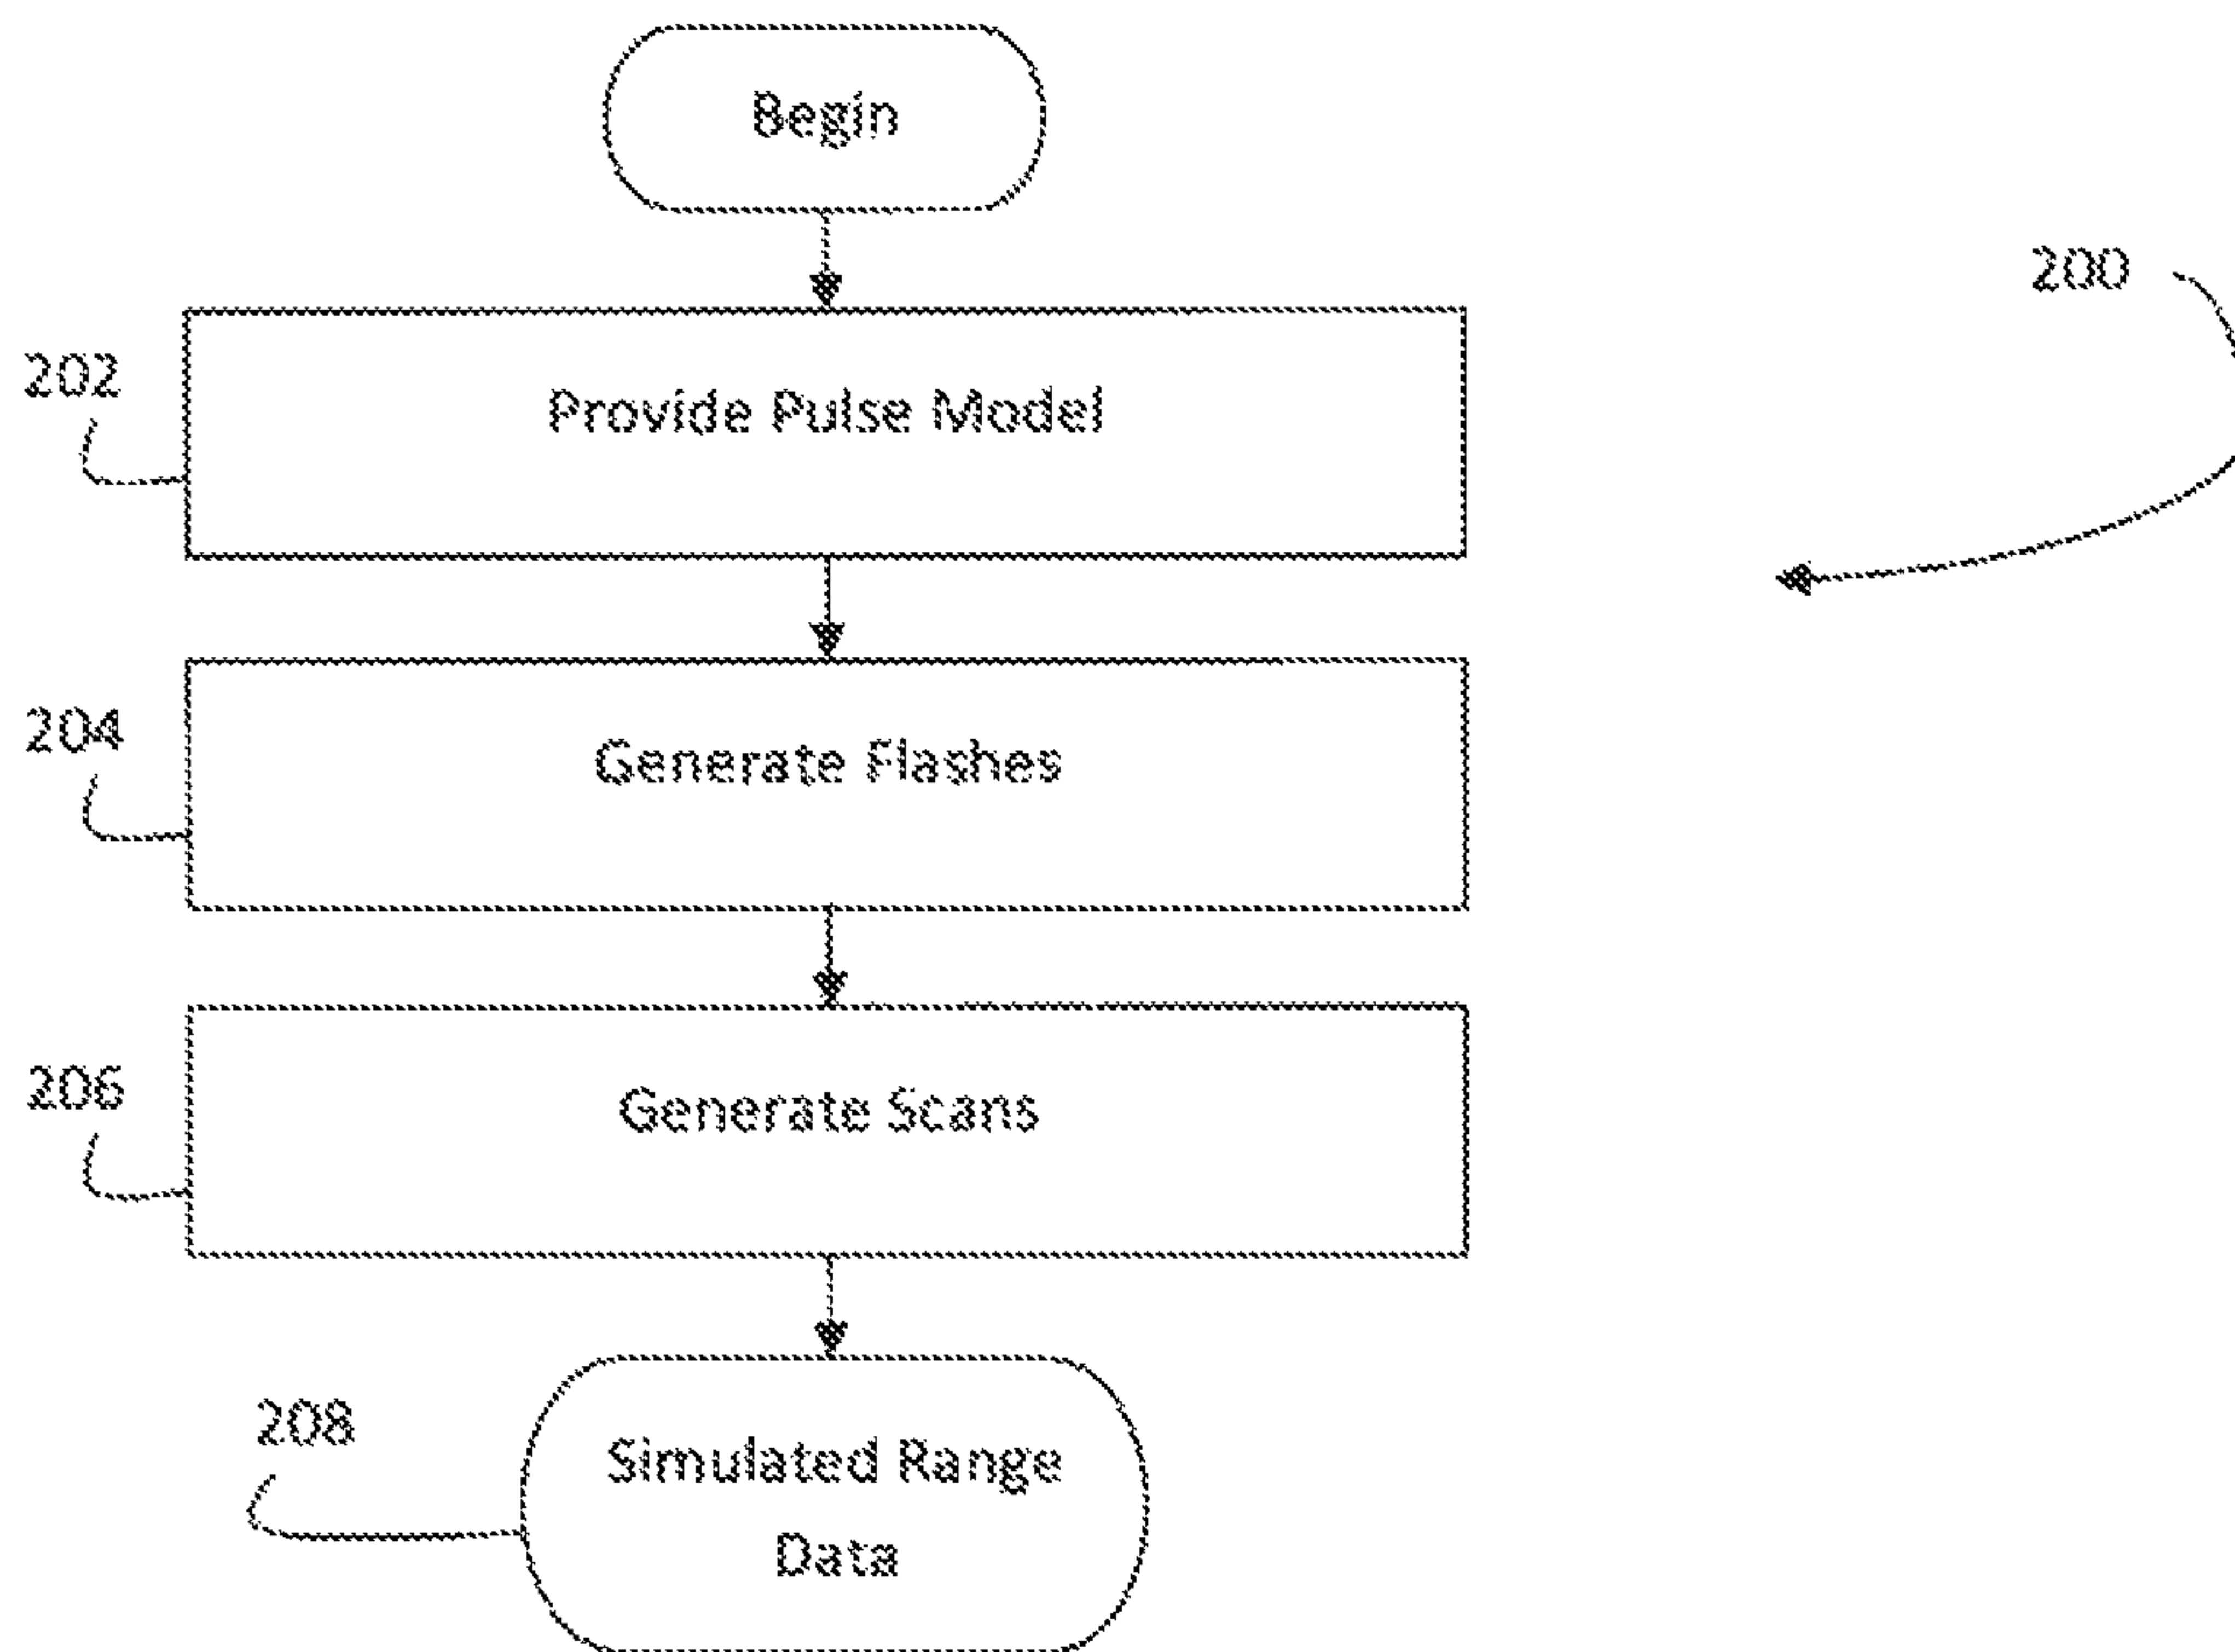 Begin
200
202
Provide Pulse Model
204
Generate Flashes
206
Generate Scans
208
Simulated Range
Data